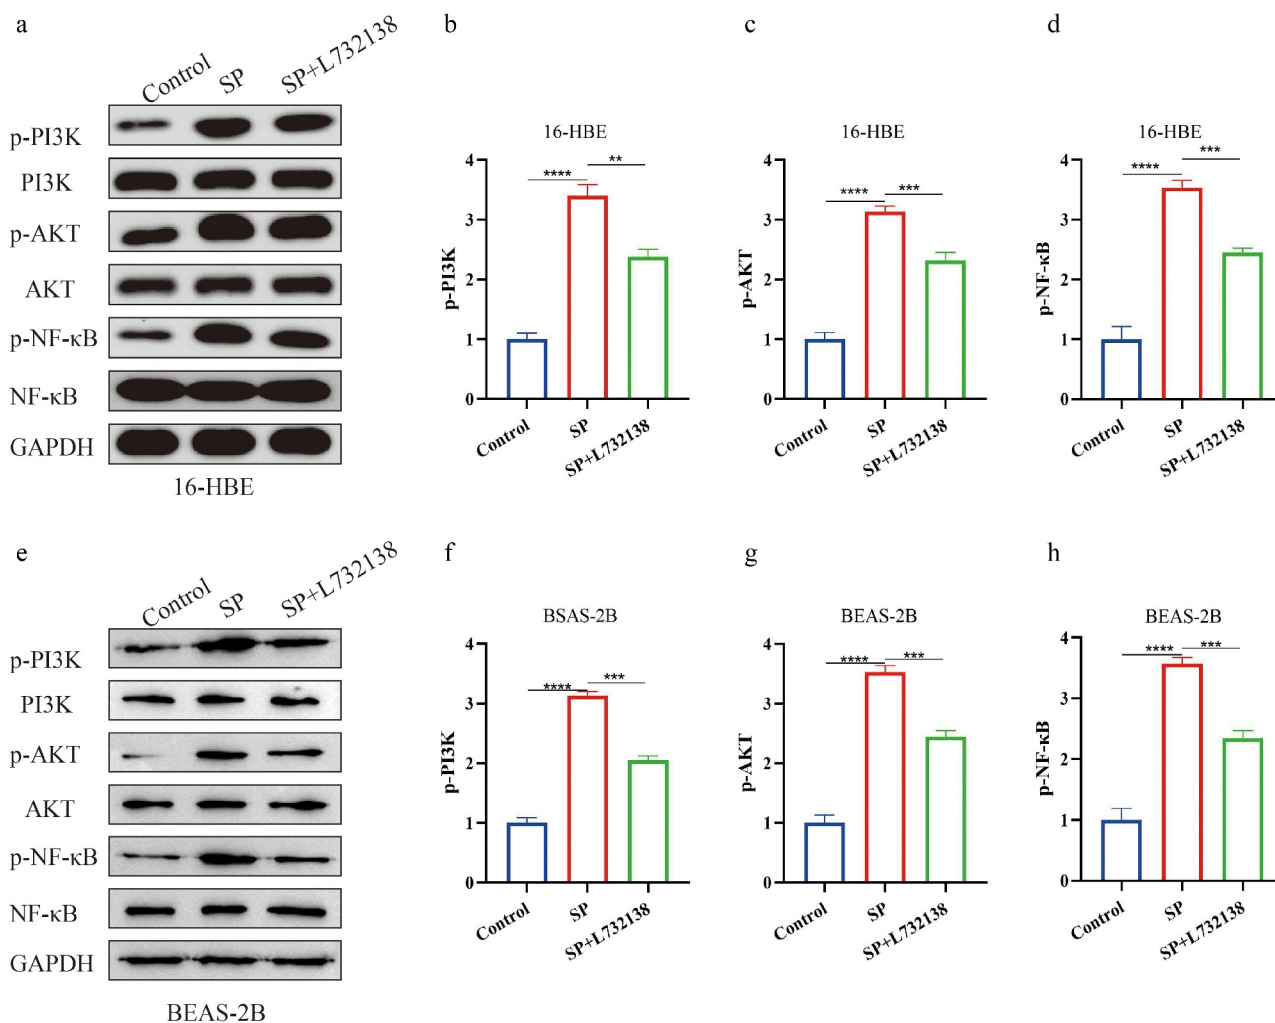 a
Control
SP
SP+L732138
p-PI3K
PI3K
p-AKT
AKT
p-NF-κB
NF-κB
GAPDH
16-HBE
b
16-HBE
****
**
p-PI3K
4
3
2
1
0
Control
SP
SP+L732138
c
16-HBE
****
***
p-AKT
4
3
2
1
0
Control
SP
SP+L732138
d
16-HBE
****
***
p-NF-κB
4
3
2
1
0
Control
SP
SP+L732138
e
Control
SP
SP+L732138
p-PI3K
PI3K
p-AKT
AKT
p-NF-κB
NF-κB
GAPDH
BEAS-2B
f
BSAS-2B
****
***
p-PI3K
4
3
2
1
0
Control
SP
SP+L732138
g
BEAS-2B
****
***
p-AKT
4
3
2
1
0
Control
SP
SP+L732138
h
BEAS-2B
****
***
p-NF-κB
4
3
2
1
0
Control
SP
SP+L732138